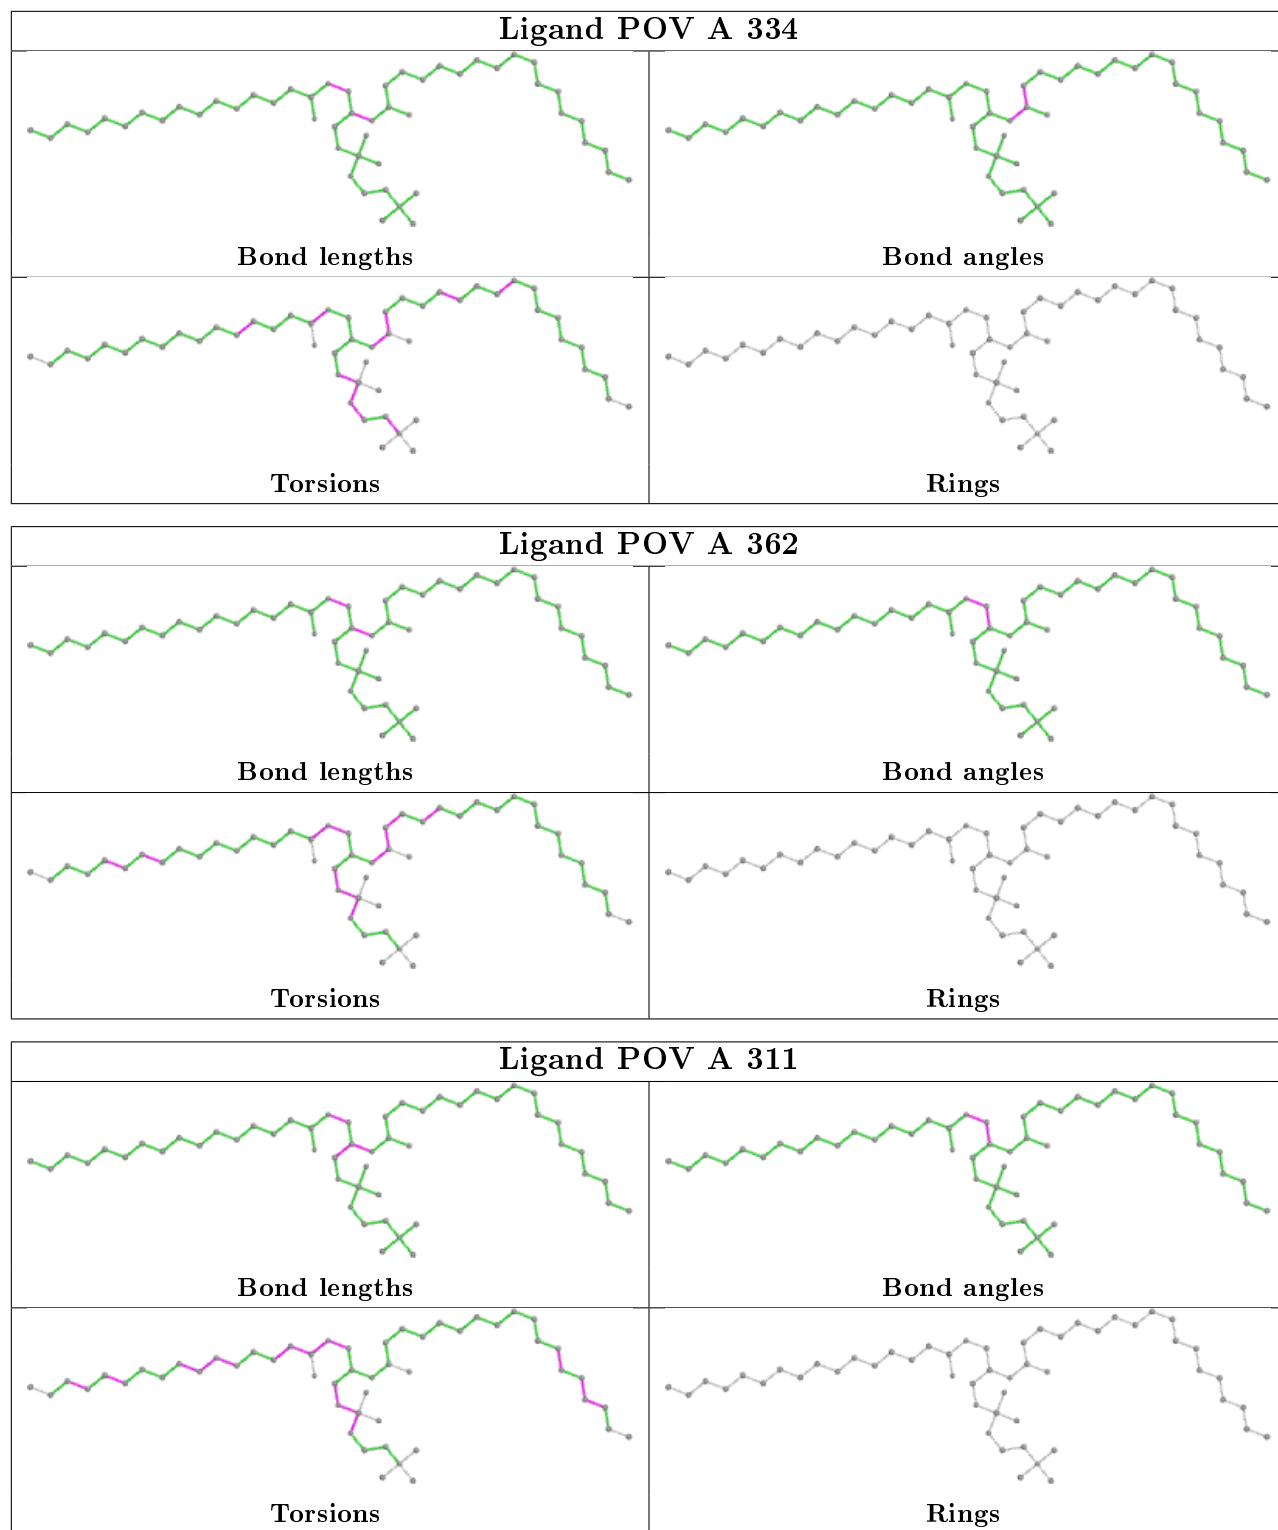 Ligand POV A 334
Bond lengths
Bond angles
Torsions
Rings
Ligand POV A 362
Bond lengths
Bond angles
Torsions
Rings
Ligand POV A 311
Bond lengths
Bond angles
Torsions
Rings